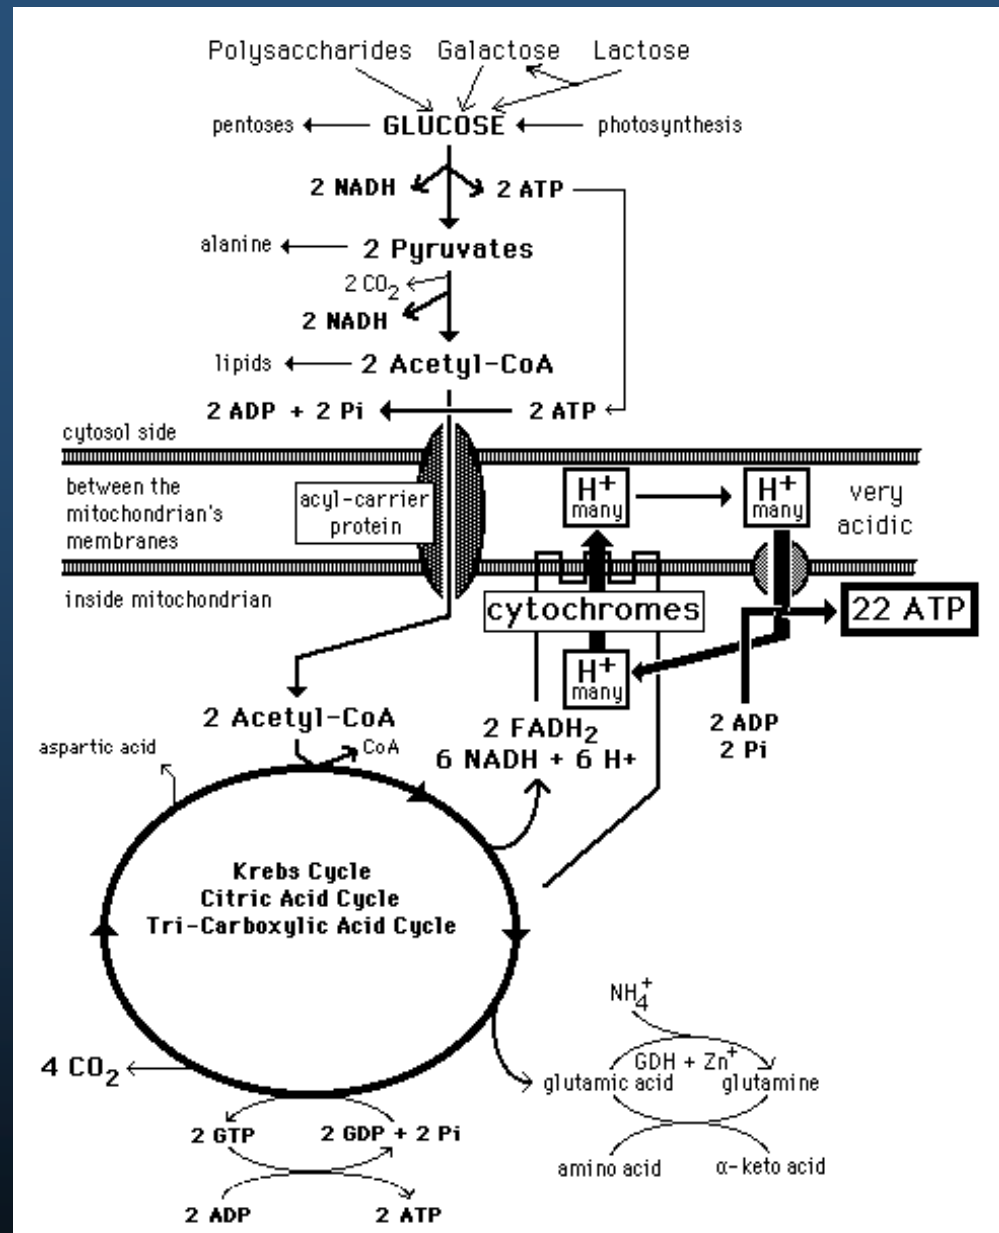 Polysaccharides Galactose Lactose
pentoses GLUCOSE photosynthesis
2 NADH 2 ATP
alanine 2 Pyruvates
2 CO2
2 NADH
lipids 2 Acetyl-CoA
2 ADP + 2 Pi 2 ATP
cytosol side
between the
mitochondrian's
membranes
acyl-carrier
protein
H+
many
H+
many
very
acidic
inside mitochondrian
cytochromes
22 ATP
H+
many
2 Acetyl-CoA
2 FADH2
6 NADH + 6 H+
2 ADP
2 Pi
aspartic acid
CoA
Krebs Cycle
Citric Acid Cycle
Tri-Carboxylic Acid Cycle
NH4+
GDH + Zn+
glutamic acid glutamine
4 CO2
2 GTP 2 GDP + 2 Pi
amino acid α-keto acid
2 ADP 2 ATP